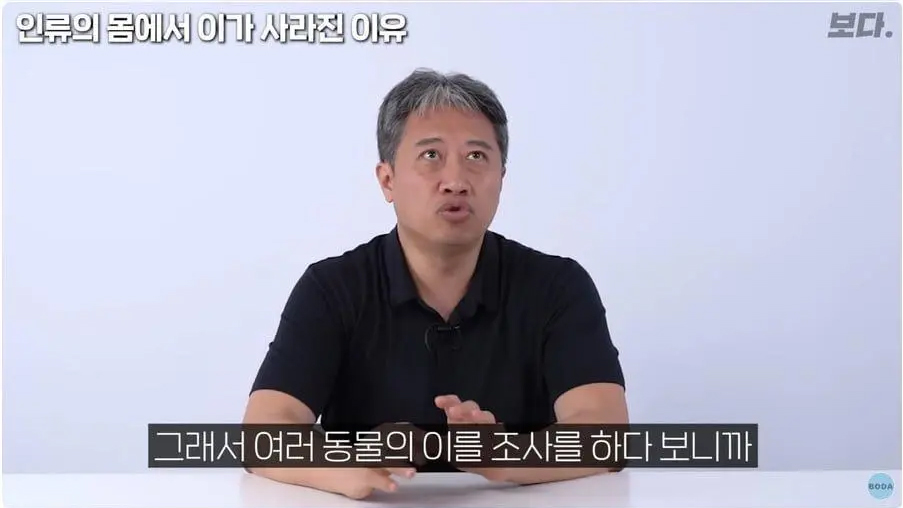 인류의 몸에서 이가 사라진 이유
보다.
그래서 여러 동물의 이를 조사를 하다 보니까
BODA